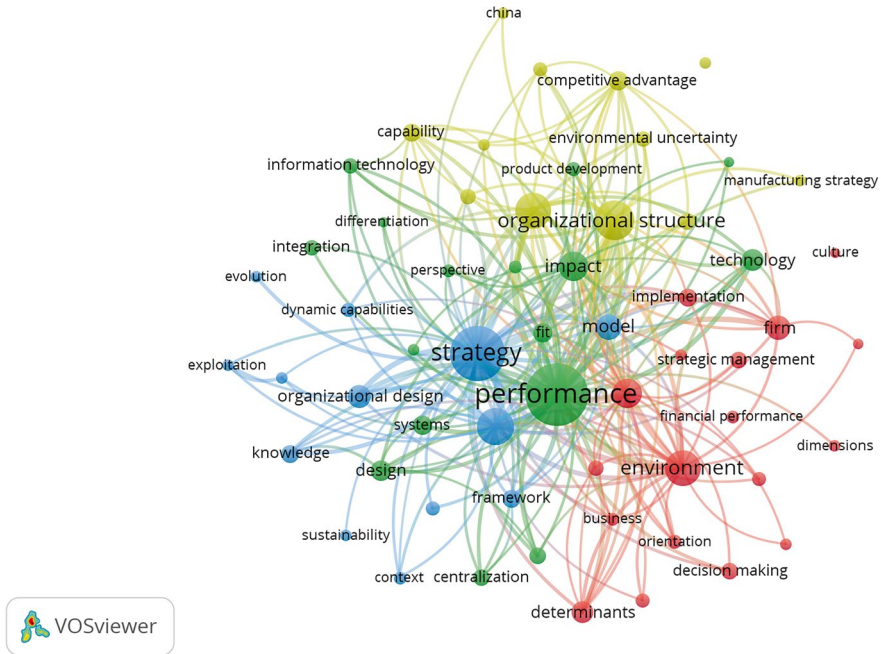 china
competitive advantage
capability
environmental uncertainty
information technology
product development
manufacturing strategy
differentiation
organizational structure
integration
culture
perspective
impact
technology
evolution
implementation
dynamic capabilities
fit
model
firm
strategy
strategic management
exploitation
performance
organizational design
financial performance
systems
dimensions
knowledge
design
environment
framework
business
sustainability
orientation
context
centralization
decision making
determinants
VOSviewer